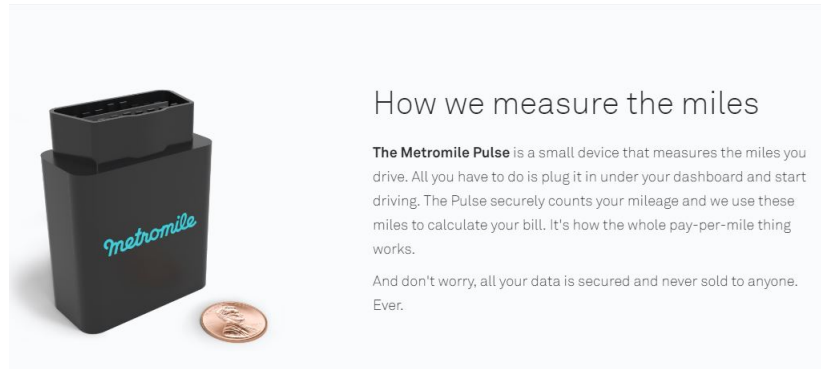 metromile
How we measure the miles
The Metromile Pulse is a small device that measures the miles you
drive. All you have to do is plug it in under your dashboard and start
driving. The Pulse securely counts your mileage and we use these
miles to calculate your bill. It's how the whole pay-per-mile thing
works.
And don't worry, all your data is secured and never sold to anyone.
Ever.